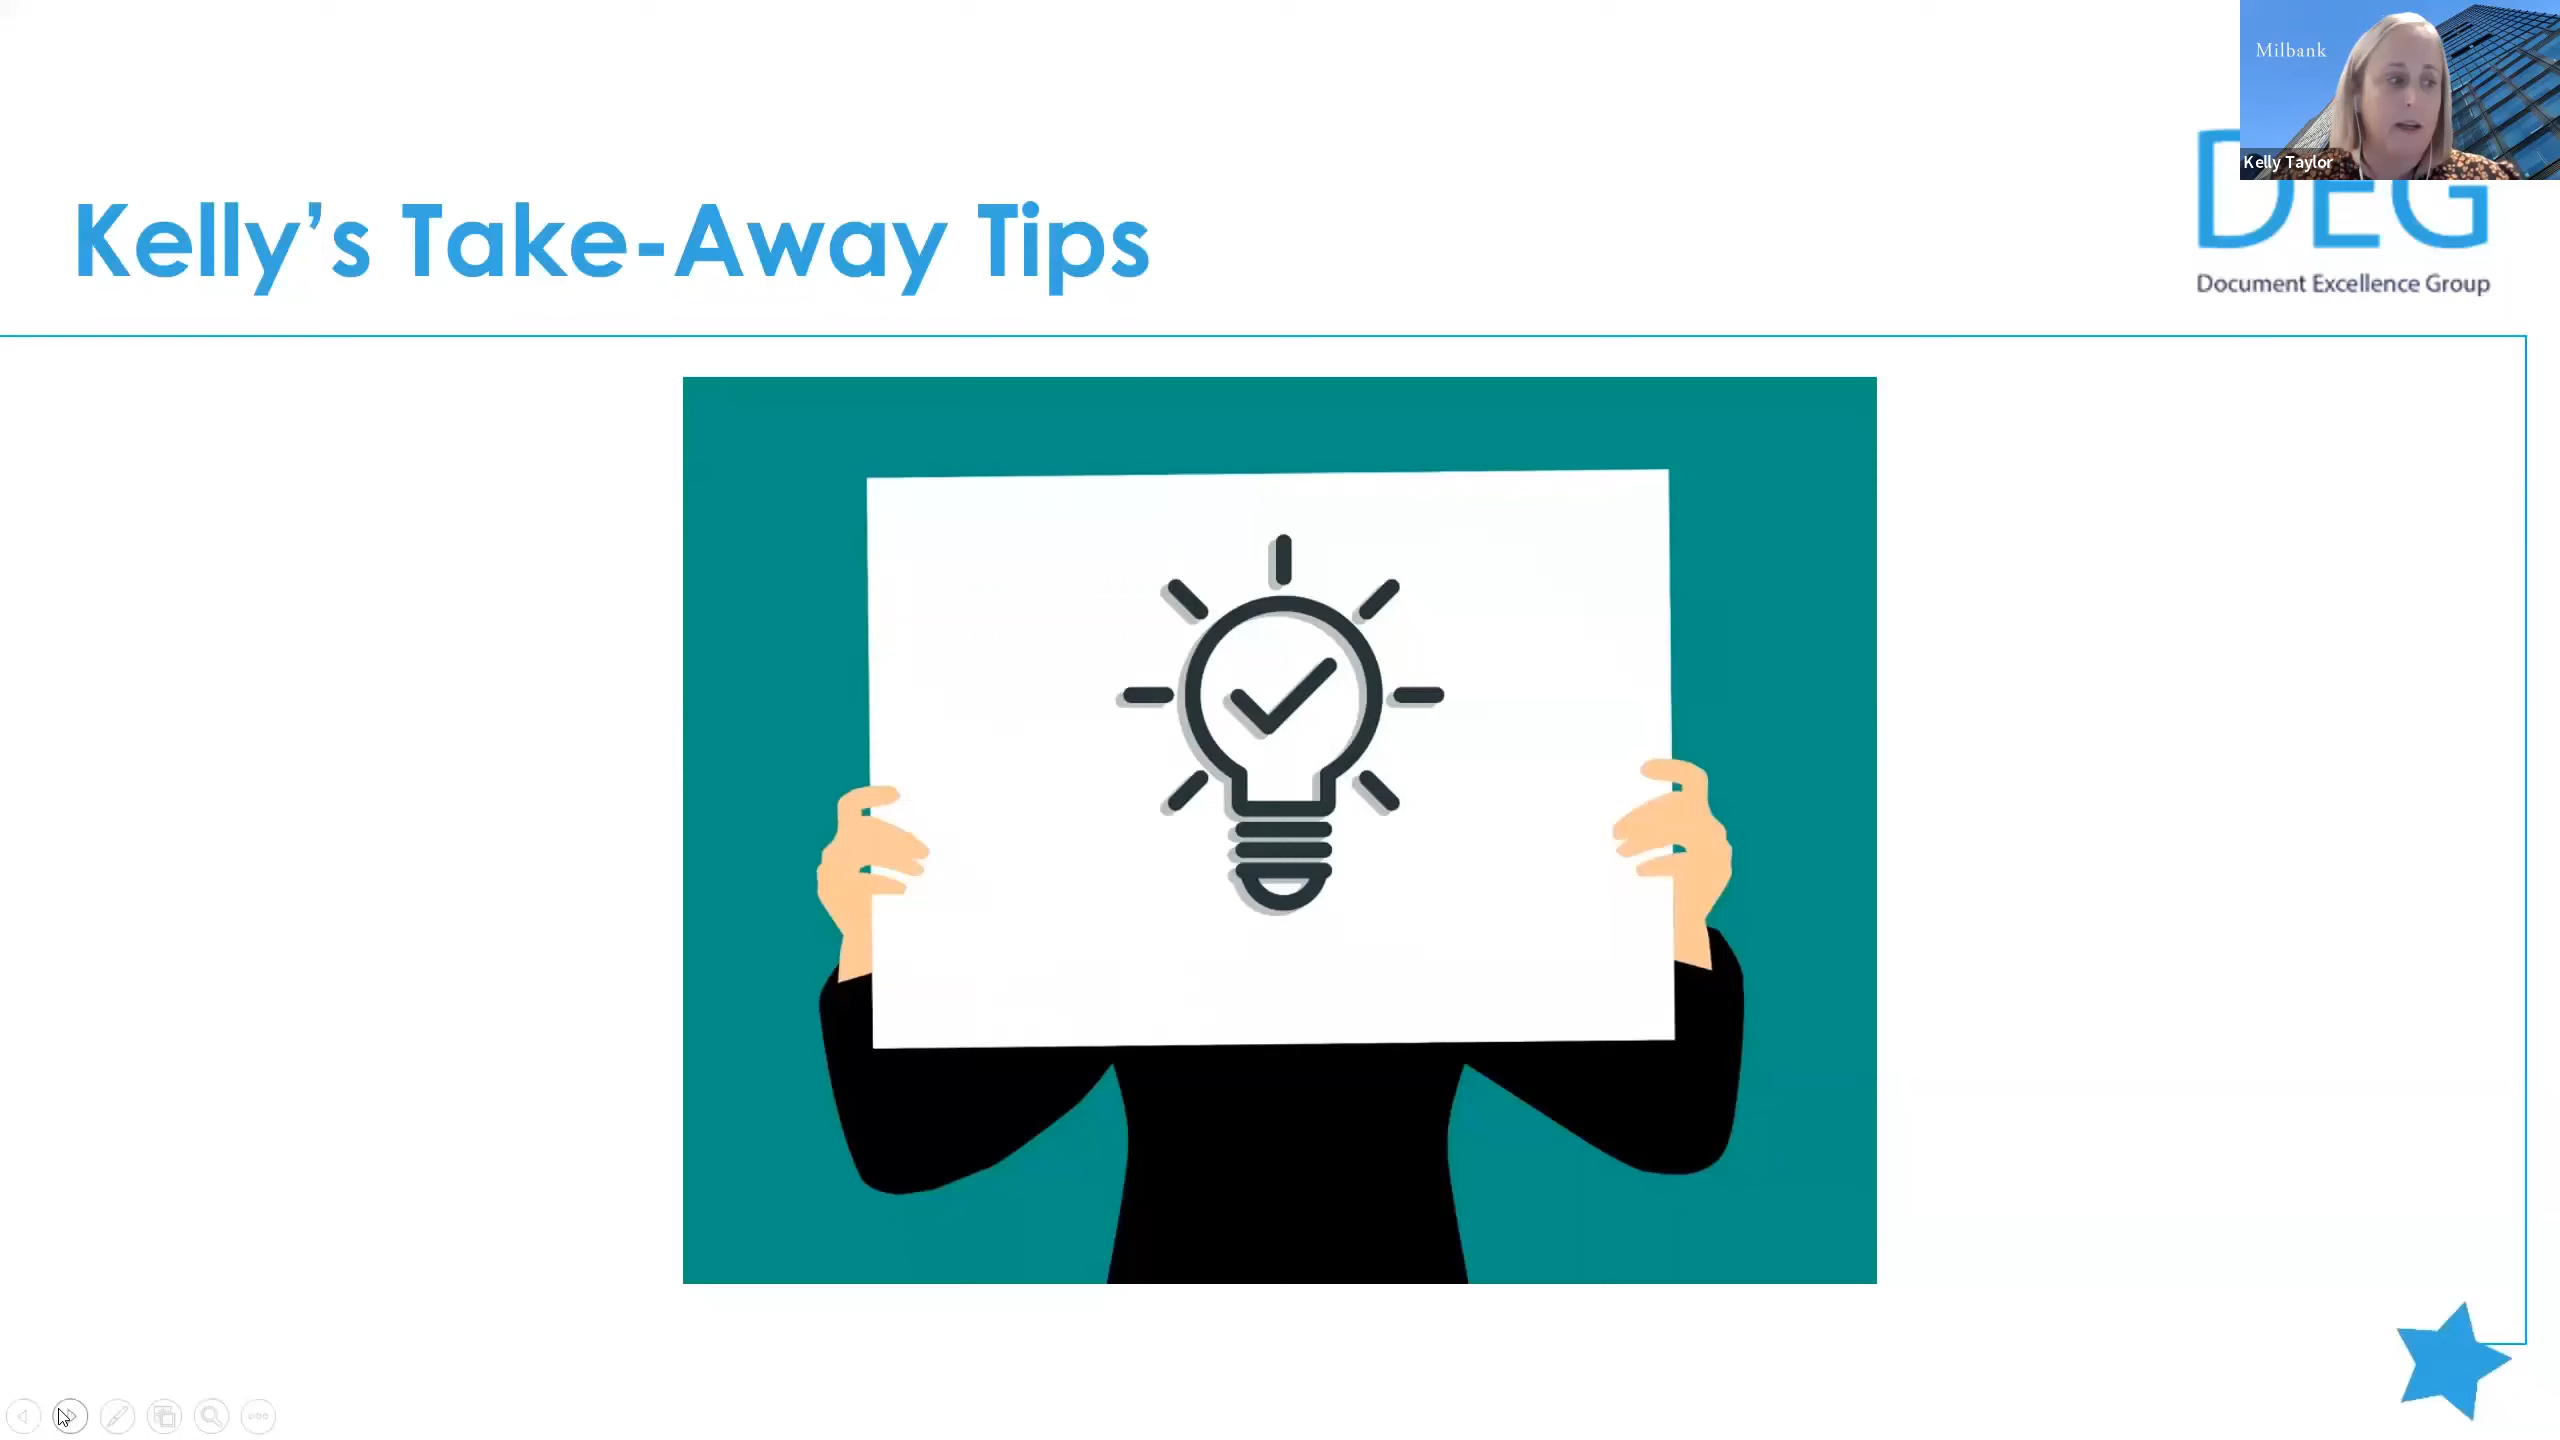 Milbank
Kelly Taylor
Kelly’s Take-Away Tips
DEG
Document Excellence Group